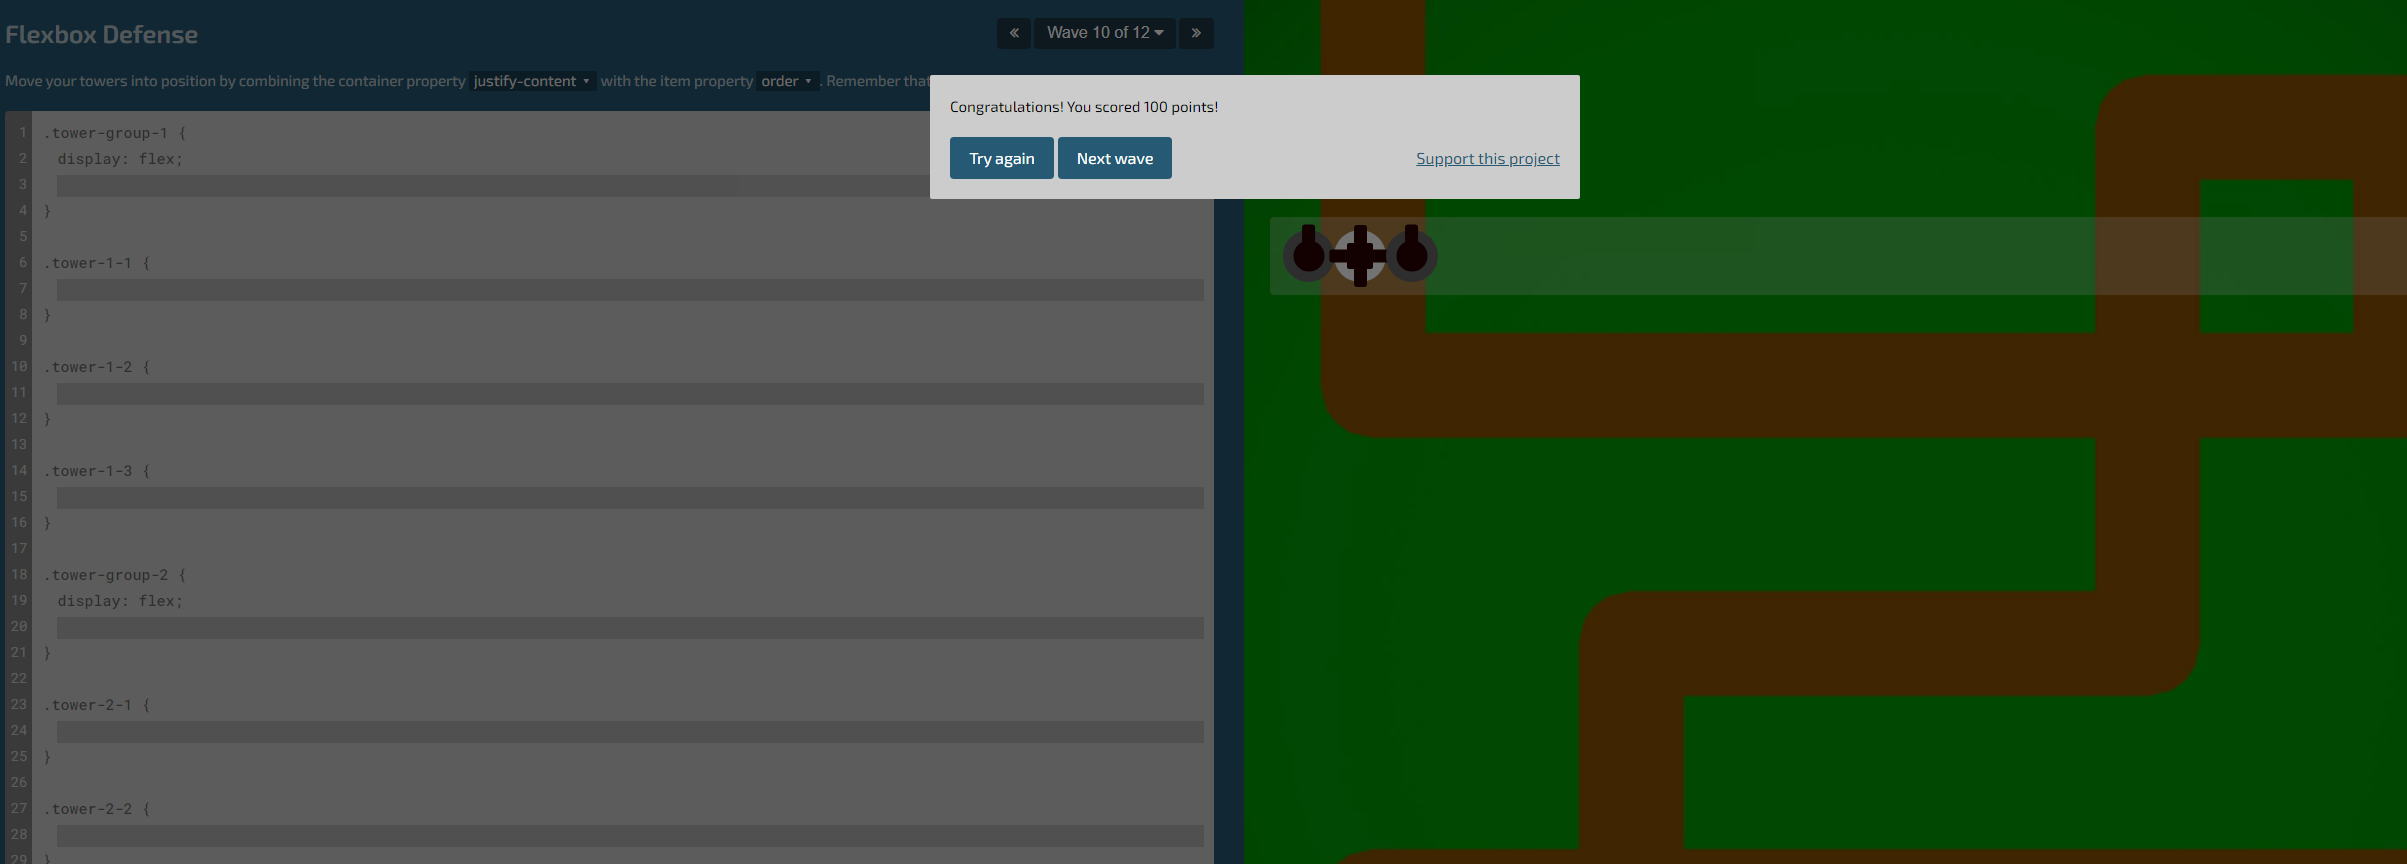 Flexbox Defense
« Wave 10 of 12 »
Move your towers into position by combining the container property justify-content with the item property order . Remember that
Congratulations! You scored 100 points!
Try again Next wave Support this project
1 .tower-group-1 {
2 display: flex;
3
4 }
5
6 .tower-1-1 {
7
8 }
9
10 .tower-1-2 {
11
12 }
13
14 .tower-1-3 {
15
16 }
17
18 .tower-group-2 {
19 display: flex;
20
21 }
22
23 .tower-2-1 {
24
25 }
26
27 .tower-2-2 {
28
29 }